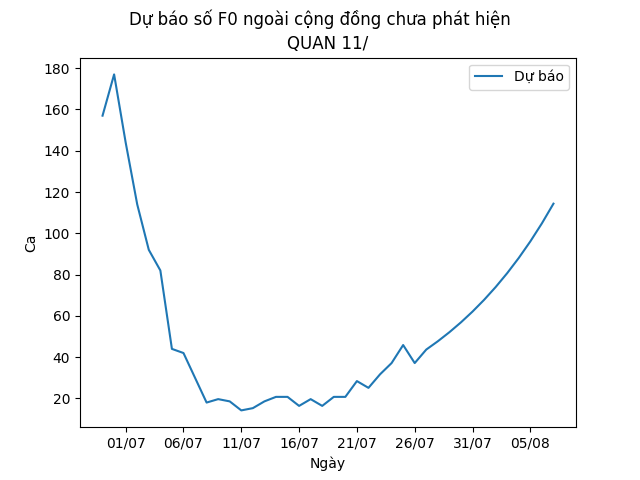 Dự báo số F0 ngoài cộng đồng chưa phát hiện
QUAN 11/
Dự báo
180
160
140
120
100
80
60
40
20
Ca
01/07 06/07 11/07 16/07 21/07 26/07 31/07 05/08
Ngày